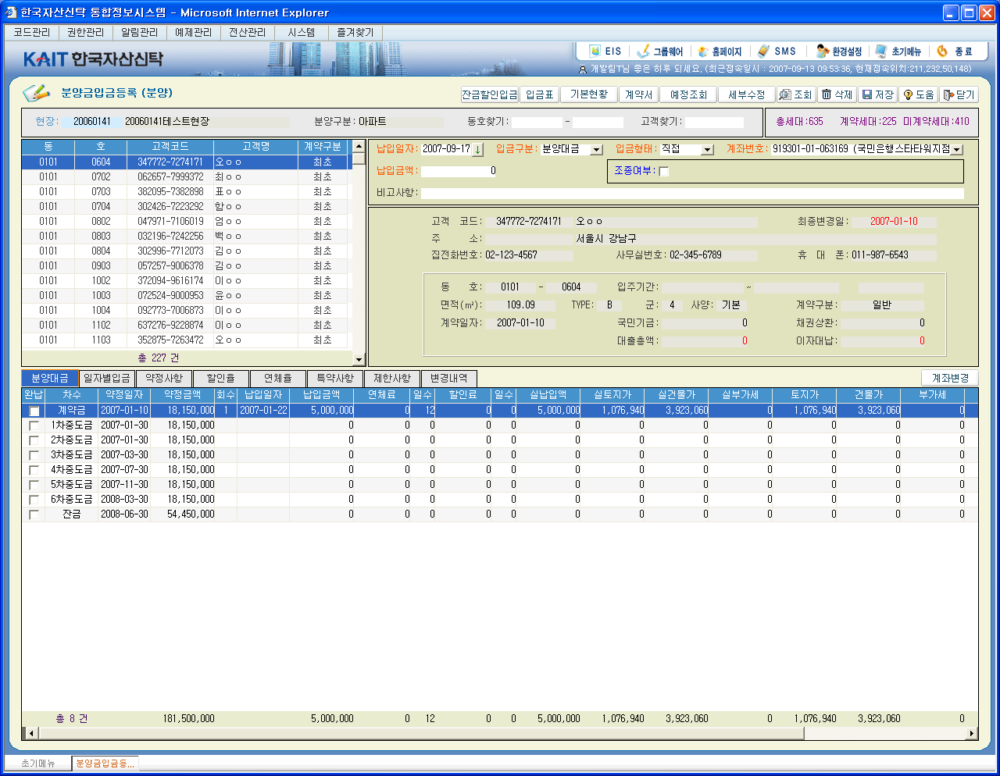 한국자산신탁 통합정보시스템 - Microsoft Internet Explorer
코드관리 권한관리 알림관리 예제관리 전산관리 시스템 즐겨찾기
KAIT 한국자산신탁
EIS 그룹웨어 홈페이지 SMS 환경설정 초기메뉴 종료
개발팀T님 좋은 하루 되세요. (최근접속일시 : 2007-09-13 09:53:36, 현재접속위치:211.232.50.148)
분양금입금등록 (분양)
잔금할인입금 입금표 기본현황 계약서 예정조회 세부수정 조회 삭제 저장 도움 닫기
현장: 20060141 20060141테스트현장 분양구분: 아파트 동호찾기: - 고객찾기:
총세대:635 계약세대:225 미계약세대:410
동 호 고객코드 고객명 계약구분
0101 0604 347772-7274171 오ㅇㅇ 최초
0101 0702 062657-7999372 최ㅇㅇ 최초
0101 0703 382095-7382898 표ㅇㅇ 최초
0101 0704 302426-7223292 함ㅇㅇ 최초
0101 0802 047971-7106019 엄ㅇㅇ 최초
0101 0803 032196-7242256 백ㅇㅇ 최초
0101 0804 302996-7712073 김ㅇㅇ 최초
0101 0903 057257-9006378 김ㅇㅇ 최초
0101 1002 372094-9616174 이ㅇㅇ 최초
0101 1003 072524-9000953 윤ㅇㅇ 최초
0101 1004 092773-7006873 이ㅇㅇ 최초
0101 1102 637276-9228874 이ㅇㅇ 최초
0101 1103 352875-7263472 오ㅇㅇ 최초
총 227 건
납입일자: 2007-09-17 입금구분: 분양대금 입금형태: 직접 계좌번호: 919301-01-063169 (국민은행스타타워지점
납입금액: 0 조종여부:
비고사항:
고객 코드: 347772-7274171 오ㅇㅇ 최종변경일: 2007-01-10
주 소: 서울시 강남구
집전화번호: 02-123-4567 사무실번호: 02-345-6789 휴 대 폰: 011-987-6543
동 호: 0101 - 0604 입주기간: ~
면적(㎡): 109.09 TYPE: B 군: 4 사양: 기본 계약구분: 일반
계약일자: 2007-01-10 국민기금: 0 채권상환: 0
대출총액: 0 이자대납: 0
분양대금 일자별입금 약정사항 할인율 연체율 특약사항 제한사항 변경내역 계좌변경
완납 차수 약정일자 약정금액 회수 납입일자 납입금액 연체료 일수 할인료 일수 실납입액 실토지가 실건물가 실부가세 토지가 건물가 부가세
계약금 2007-01-10 18,150,000 1 2007-01-22 5,000,000 0 12 0 0 5,000,000 1,076,940 3,923,060 0 1,076,940 3,923,060 0
1차중도금 2007-01-30 18,150,000 0 0 0 0 0 0 0 0 0 0 0 0
2차중도금 2007-01-30 18,150,000 0 0 0 0 0 0 0 0 0 0 0 0
3차중도금 2007-03-30 18,150,000 0 0 0 0 0 0 0 0 0 0 0 0
4차중도금 2007-07-30 18,150,000 0 0 0 0 0 0 0 0 0 0 0 0
5차중도금 2007-11-30 18,150,000 0 0 0 0 0 0 0 0 0 0 0 0
6차중도금 2008-03-30 18,150,000 0 0 0 0 0 0 0 0 0 0 0 0
잔금 2008-06-30 54,450,000 0 0 0 0 0 0 0 0 0 0 0 0
총 8 건 181,500,000 5,000,000 0 12 0 0 5,000,000 1,076,940 3,923,060 0 1,076,940 3,923,060 0
초기메뉴 분양금입금등...